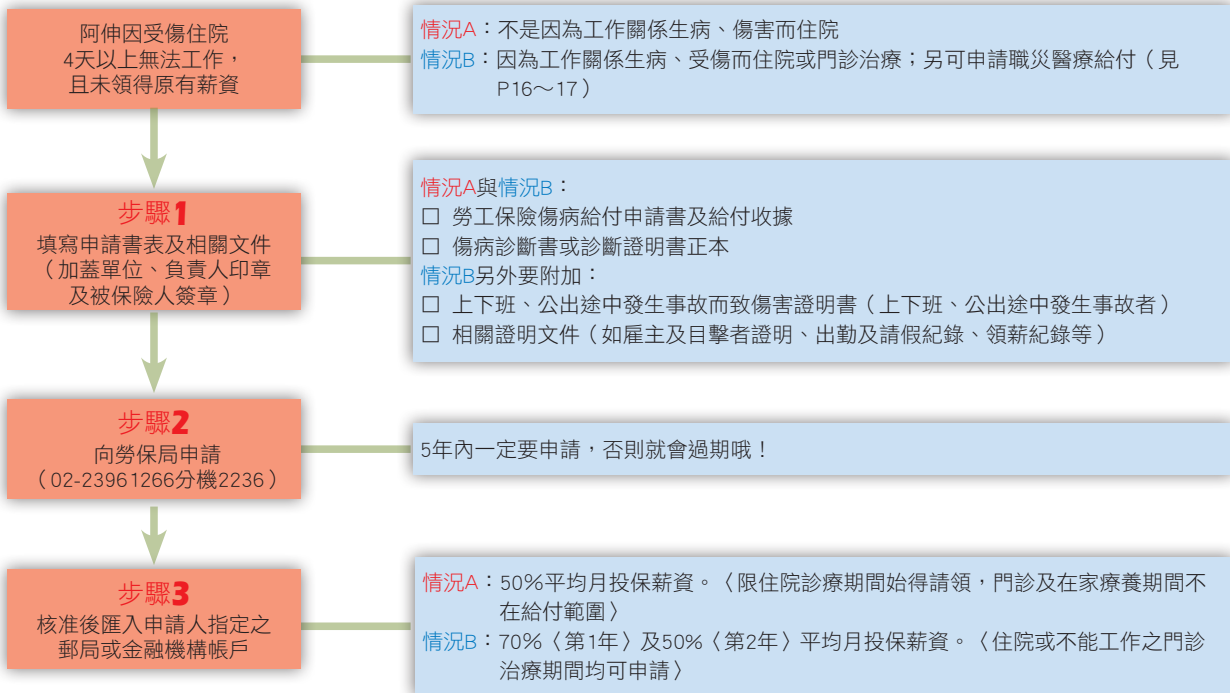 阿伸因受傷住院
4天以上無法工作，
且未領得原有薪資
情況A：不是因為工作關係生病、傷害而住院
情況B：因為工作關係生病、受傷而住院或門診治療；另可申請職災醫療給付（見
P16～17）
步驟1
填寫申請書表及相關文件
（加蓋單位、負責人印章
及被保險人簽章）
情況A與情況B：
□ 勞工保險傷病給付申請書及給付收據
□ 傷病診斷書或診斷證明書正本
情況B另外要附加：
□ 上下班、公出途中發生事故而致傷害證明書（上下班、公出途中發生事故者）
□ 相關證明文件（如雇主及目擊者證明、出勤及請假紀錄、領薪紀錄等）
步驟2
向勞保局申請
（02-23961266分機2236）
5年內一定要申請，否則就會過期哦！
步驟3
核准後匯入申請人指定之
郵局或金融機構帳戶
情況A：50%平均月投保薪資。〈限住院診療期間始得請領，門診及在家療養期間不
在給付範圍〉
情況B：70%〈第1年〉及50%〈第2年〉平均月投保薪資。〈住院或不能工作之門診
治療期間均可申請〉